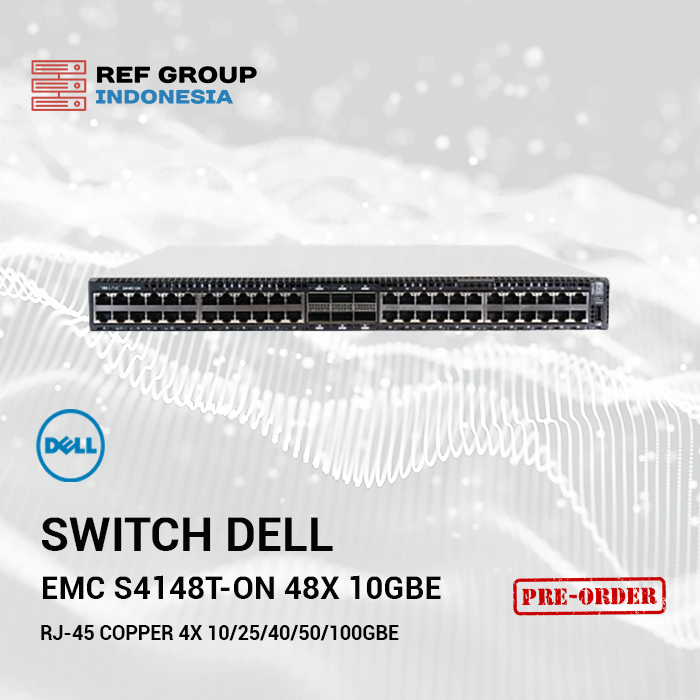 REF GROUP
INDONESIA
DELL
SWITCH DELL
EMC S4148T-ON 48X 10GBE
PRE-ORDER
RJ-45 COPPER 4X 10/25/40/50/100GBE